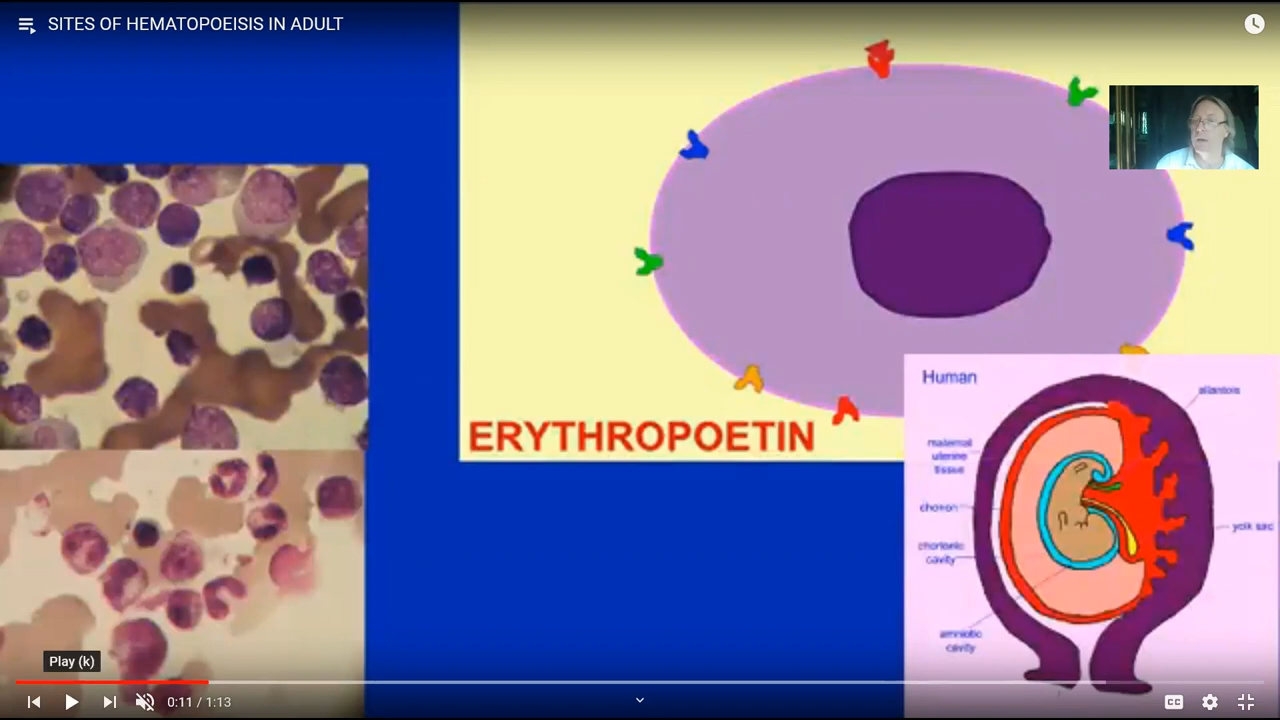 SITES OF HEMATOPOEISIS IN ADULT
ERYTHROPOETIN
Human
allantois
maternal
uterine
tissue
chorion
yolk sac
chorionic
cavity
amniotic
cavity
Play (k)
0:11 / 1:13
CC